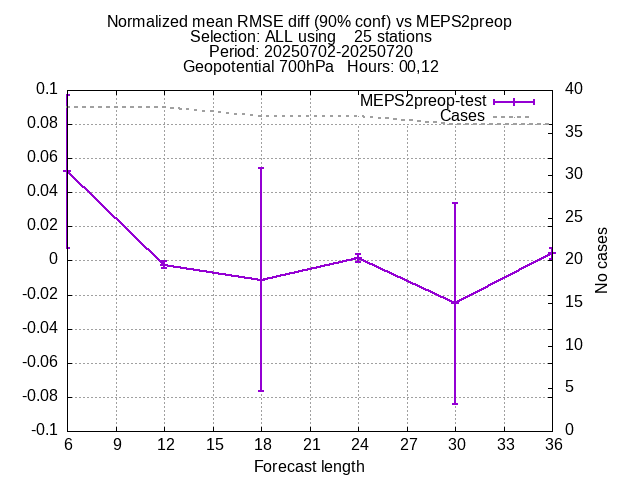 Normalized mean RMSE diff (90% conf) vs MEPS2preop
Selection: ALL using    25 stations
Period: 20250702-20250720
Geopotential 700hPa   Hours: 00,12
MEPS2preop-test
Cases
0.1
0.08
0.06
0.04
0.02
0
-0.02
-0.04
-0.06
-0.08
-0.1
40
35
30
25
20
15
10
5
0
No cases
6 9 12 15 18 21 24 27 30 33 36
Forecast length